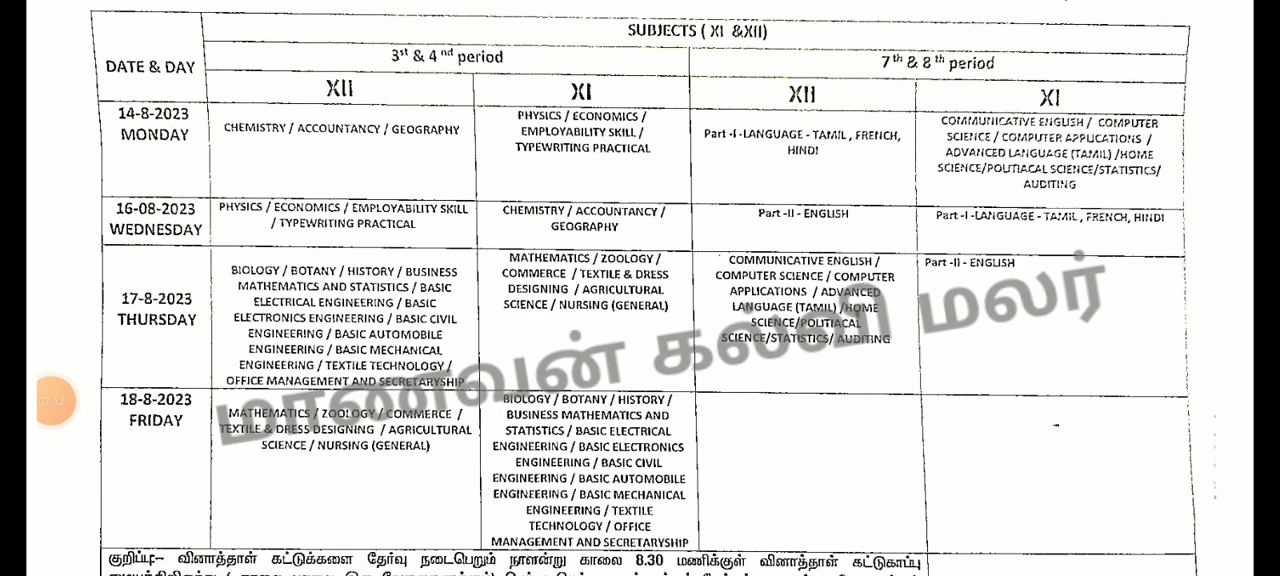 SUBJECTS ( XI &XII)
DATE & DAY
3st & 4 nd period
7th & 8th period
XII
XI
XII
XI
14-8-2023
MONDAY
CHEMISTRY / ACCOUNTANCY / GEOGRAPHY
PHYSICS / ECONOMICS /
EMPLOYABILITY SKILL /
TYPEWRITING PRACTICAL
Part -I -LANGUAGE - TAMIL , FRENCH,
HINDI
COMMUNICATIVE ENGLISH / COMPUTER
SCIENCE / COMPUTER APPLICATIONS /
ADVANCED LANGUAGE (TAMIL) /HOME
SCIENCE/POLITIACAL SCIENCE/STATISTICS/
AUDITING
16-08-2023
WEDNESDAY
PHYSICS / ECONOMICS / EMPLOYABILITY SKILL
/ TYPEWRITING PRACTICAL
CHEMISTRY / ACCOUNTANCY /
GEOGRAPHY
Part -II - ENGLISH
Part -I -LANGUAGE - TAMIL , FRENCH, HINDI
17-8-2023
THURSDAY
BIOLOGY / BOTANY / HISTORY / BUSINESS
MATHEMATICS AND STATISTICS / BASIC
ELECTRICAL ENGINEERING / BASIC
ELECTRONICS ENGINEERING / BASIC CIVIL
ENGINEERING / BASIC AUTOMOBILE
ENGINEERING / BASIC MECHANICAL
ENGINEERING / TEXTILE TECHNOLOGY /
OFFICE MANAGEMENT AND SECRETARYSHIP
MATHEMATICS / ZOOLOGY /
COMMERCE / TEXTILE & DRESS
DESIGNING / AGRICULTURAL
SCIENCE / NURSING (GENERAL)
COMMUNICATIVE ENGLISH /
COMPUTER SCIENCE / COMPUTER
APPLICATIONS / ADVANCED
LANGUAGE (TAMIL) /HOME
SCIENCE/POLITIACAL
SCIENCE/STATISTICS/ AUDITING
Part -II - ENGLISH
மாணவன் கல்வி மலர்
07:12
18-8-2023
FRIDAY
MATHEMATICS / ZOOLOGY / COMMERCE /
TEXTILE & DRESS DESIGNING / AGRICULTURAL
SCIENCE / NURSING (GENERAL)
BIOLOGY / BOTANY / HISTORY /
BUSINESS MATHEMATICS AND
STATISTICS / BASIC ELECTRICAL
ENGINEERING / BASIC ELECTRONICS
ENGINEERING / BASIC CIVIL
ENGINEERING / BASIC AUTOMOBILE
ENGINEERING / BASIC MECHANICAL
ENGINEERING / TEXTILE
TECHNOLOGY / OFFICE
MANAGEMENT AND SECRETARYSHIP
குறிப்பு:– வினாத்தாள் கட்டுக்களை தேர்வு நடைபெறும் நாளன்று காலை 8.30 மணிக்குள் வினாத்தாள் கட்டுகாப்பு